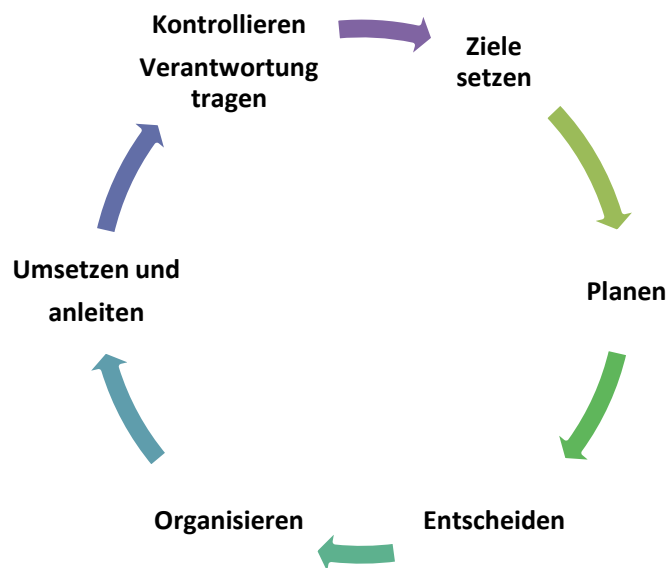 Kontrollieren
Verantwortung
tragen
Ziele
setzen
Planen
Entscheiden
Organisieren
Umsetzen und
anleiten